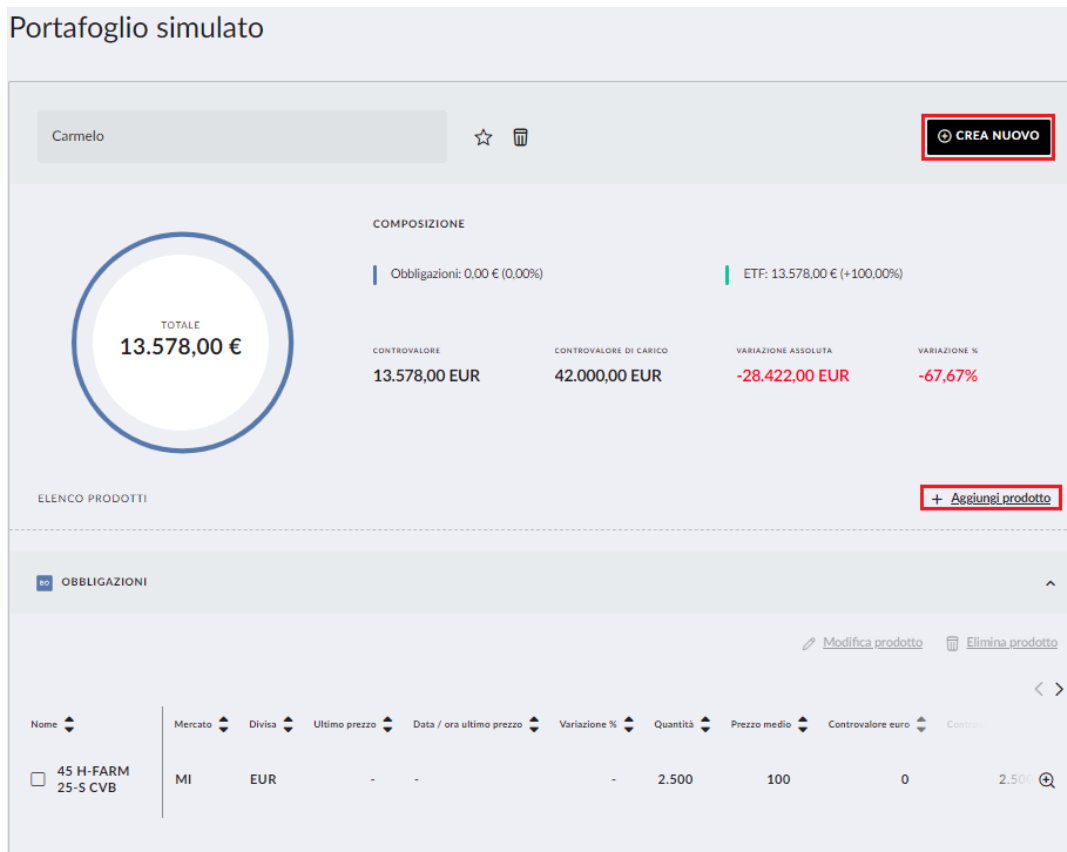 Portafoglio simulato
Carmelo
CREA NUOVO
COMPOSIZIONE
Obbligazioni: 0,00 € (0,00%)
ETF: 13.578,00 € (+100,00%)
TOTALE
13.578,00 €
CONTROVALORE
CONTROVALORE DI CARICO
VARIAZIONE ASSOLUTA
VARIAZIONE %
13.578,00 EUR
42.000,00 EUR
-28.422,00 EUR
-67,67%
ELENCO PRODOTTI
+ Aggiungi prodotto
BO OBBLIGAZIONI
Modifica prodotto
Elimina prodotto
Nome Mercato Divisa Ultimo prezzo Data / ora ultimo prezzo Variazione % Quantità Prezzo medio Controvalore euro
45 H-FARM
25-S CVB
MI EUR - - - 2.500 100 0 2.500